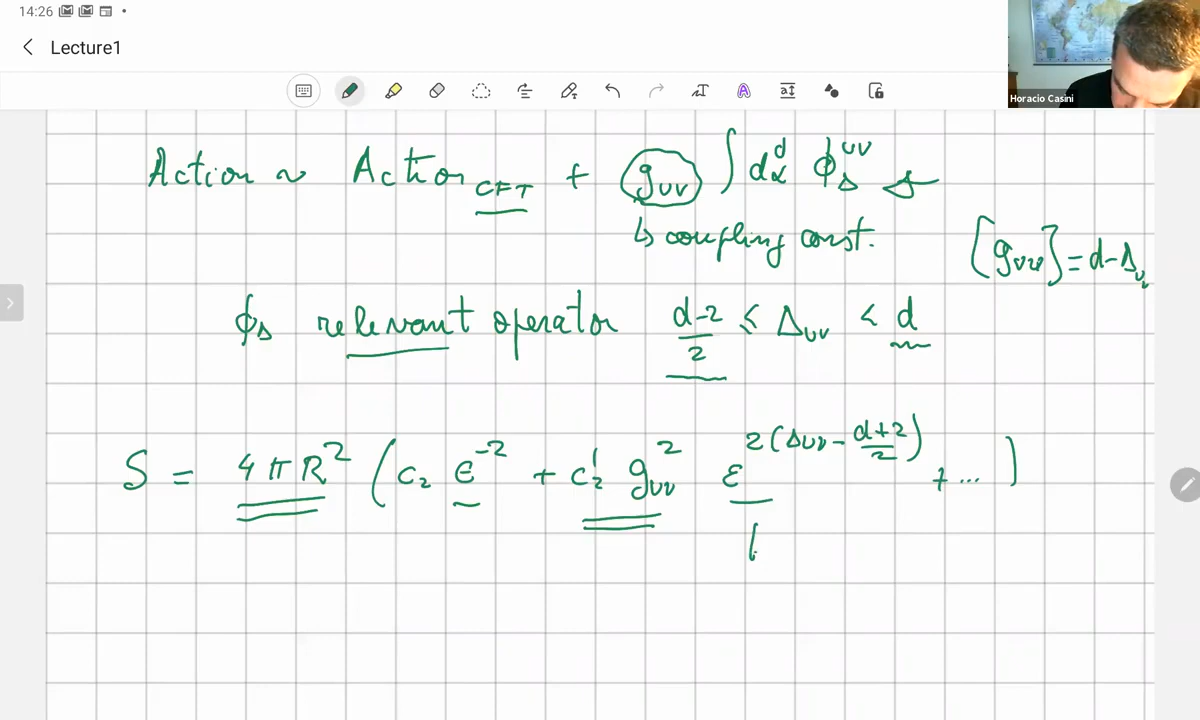 14:26
Lecture1
Horacio Casini
Action ~ Action_CFT + g_UV ∫ d^d x ϕ_Δ^UV
↳ coupling const. [g_UV] = d-Δ_UV
ϕ_Δ relevant operator (d-2)/2 ≤ Δ_UV < d
S = 4πR² (c₂ ε^{-2} + c₂' g_UV² ε^{2(Δ_UV - (d+2)/2)} + ...)